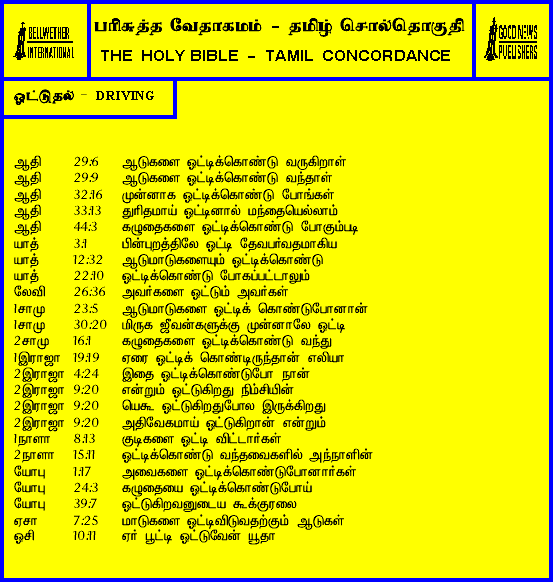 BELLWETHER INTERNATIONAL
பரிசுத்த வேதாகமம் - தமிழ் சொல்தொகுதி
THE HOLY BIBLE - TAMIL CONCORDANCE
GOOD NEWS PUBLISHERS
ஓட்டுதல் - DRIVING
ஆதி 29:6 ஆடுகளை ஓட்டிக்கொண்டு வருகிறாள்
ஆதி 29:9 ஆடுகளை ஓட்டிக்கொண்டு வந்தாள்
ஆதி 32:16 முன்னாக ஓட்டிக்கொண்டு போங்கள்
ஆதி 33:13 துரிதமாய் ஓட்டினால் மந்தையெல்லாம்
ஆதி 44:3 கழுதைகளை ஓட்டிக்கொண்டு போகும்படி
யாத் 3:1 பின்புறத்திலே ஓட்டி தேவபர்வதமாகிய
யாத் 12:32 ஆடுமாடுகளையும் ஓட்டிக்கொண்டு
யாத் 22:10 ஓட்டிக்கொண்டு போகப்பட்டாலும்
லேவி 26:36 அவர்களை ஓட்டும் அவர்கள்
1சாமு 23:5 ஆடுமாடுகளை ஓட்டிக் கொண்டுபோனான்
1சாமு 30:20 மிருக ஜீவன்களுக்கு முன்னாலே ஓட்டி
2சாமு 16:1 கழுதைகளை ஓட்டிக்கொண்டு வந்து
1இராஜா 19:19 ஏரை ஓட்டிக் கொண்டிருந்தான் எலியா
2இராஜா 4:24 இதை ஓட்டிக்கொண்டுபோ நான்
2இராஜா 9:20 என்றும் ஓட்டுகிறது நிம்சியின்
2இராஜா 9:20 யெகூ ஓட்டுகிறதுபோல இருக்கிறது
2இராஜா 9:20 அதிவேகமாய் ஓட்டுகிறான் என்றும்
1நாளா 8:13 குடிகளை ஓட்டி விட்டார்கள்
2நாளா 15:11 ஓட்டிக்கொண்டு வந்தவைகளில் அந்நாளின்
யோபு 1:17 அவைகளை ஓட்டிக்கொண்டுபோனார்கள்
யோபு 24:3 கழுதையை ஓட்டிக்கொண்டுபோய்
யோபு 39:7 ஓட்டுகிறவனுடைய கூக்குரலை
ஏசா 7:25 மாடுகளை ஓட்டிவிடுவதற்கும் ஆடுகள்
ஓசி 10:11 ஏர் பூட்டி ஓட்டுவேன் யூதா